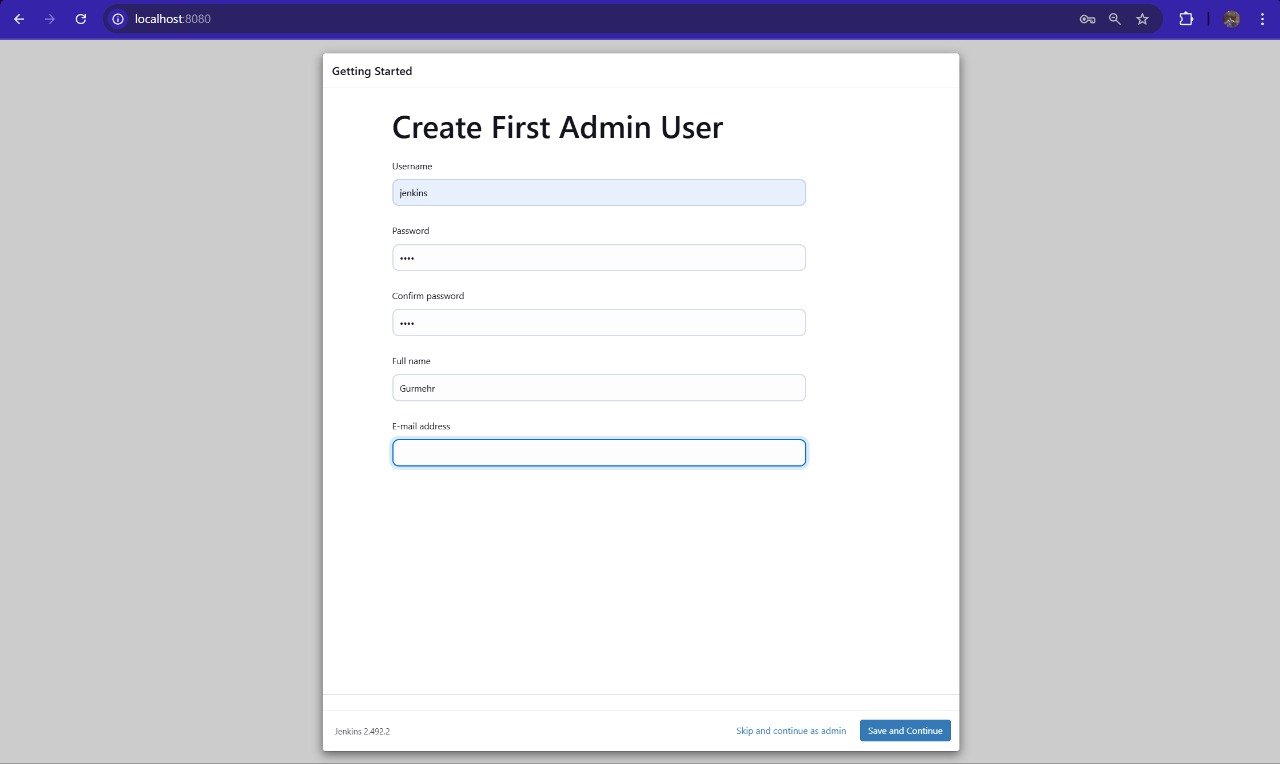 localhost:8080
Getting Started
Create First Admin User
Username
jenkins
Password
••••
Confirm password
••••
Full name
Gurmehr
E-mail address
Jenkins 2.492.2
Skip and continue as admin
Save and Continue